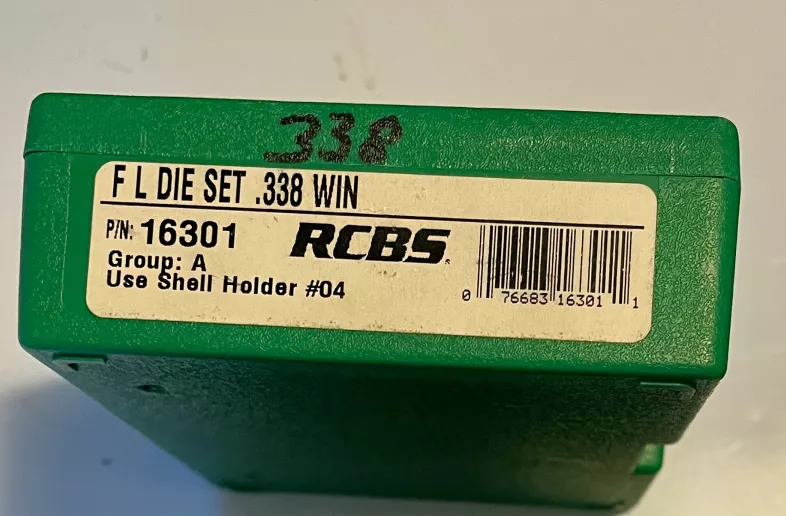 338
F L DIE SET .338 WIN
P/N: 16301
RCBS.
Group: A
Use Shell Holder #04
0 76683 16301 1